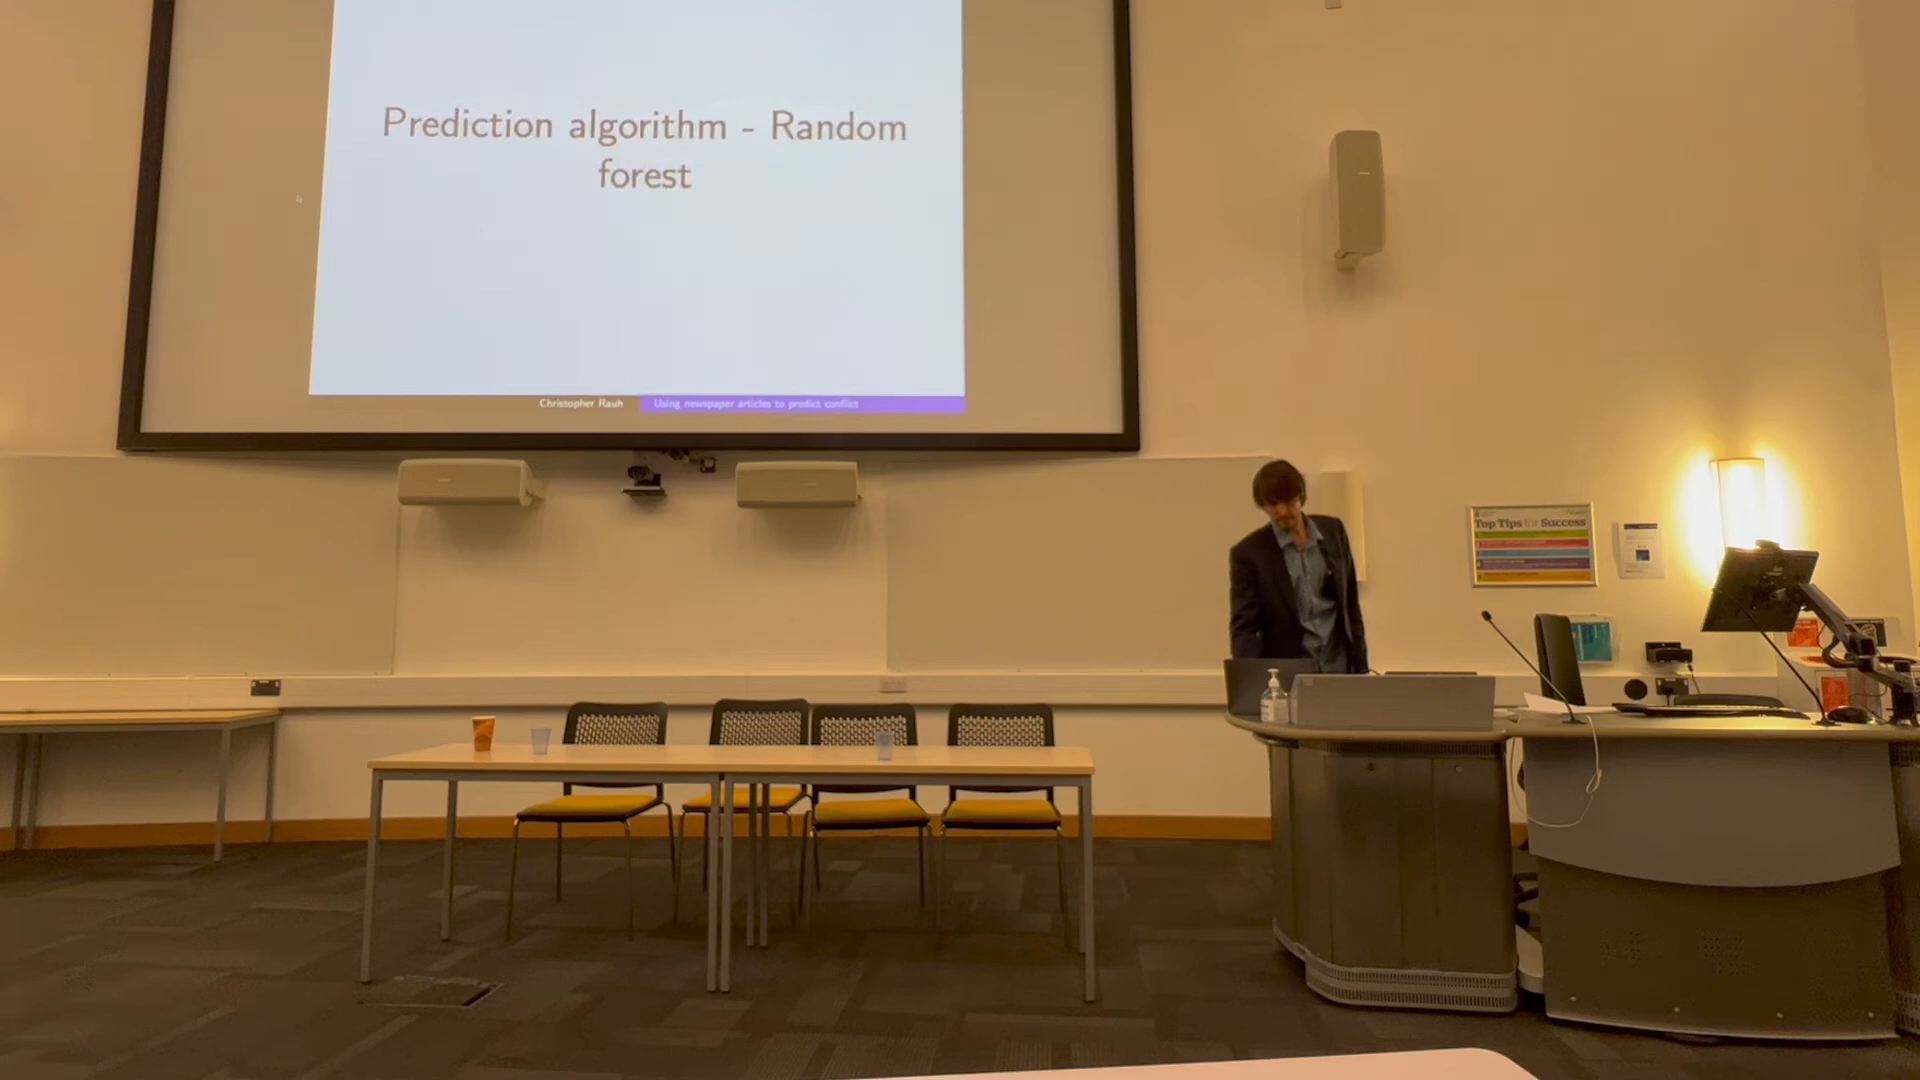 Prediction algorithm - Random
forest
Christopher Rauh
Using newspaper articles to predict conflict
Top Tips for Success